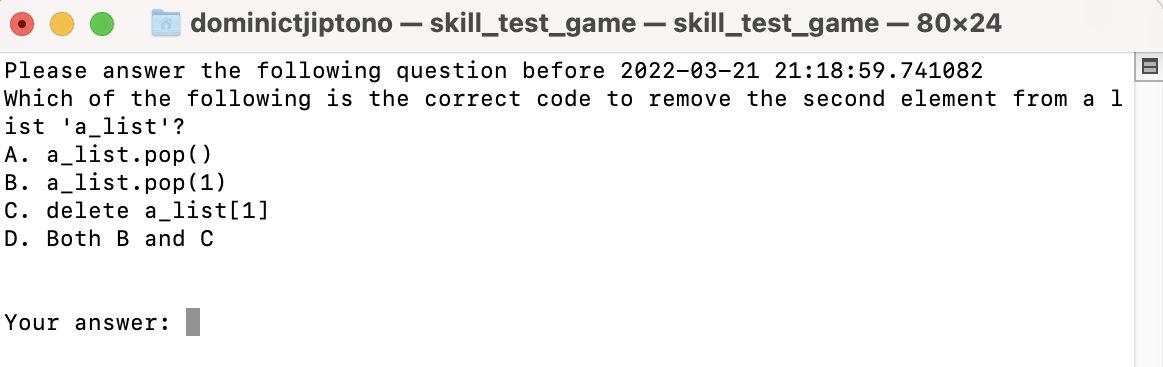 dominictjiptono — skill_test_game — skill_test_game — 80×24
Please answer the following question before 2022-03-21 21:18:59.741082
Which of the following is the correct code to remove the second element from a l
ist 'a_list'?
A. a_list.pop()
B. a_list.pop(1)
C. delete a_list[1]
D. Both B and C
Your answer: